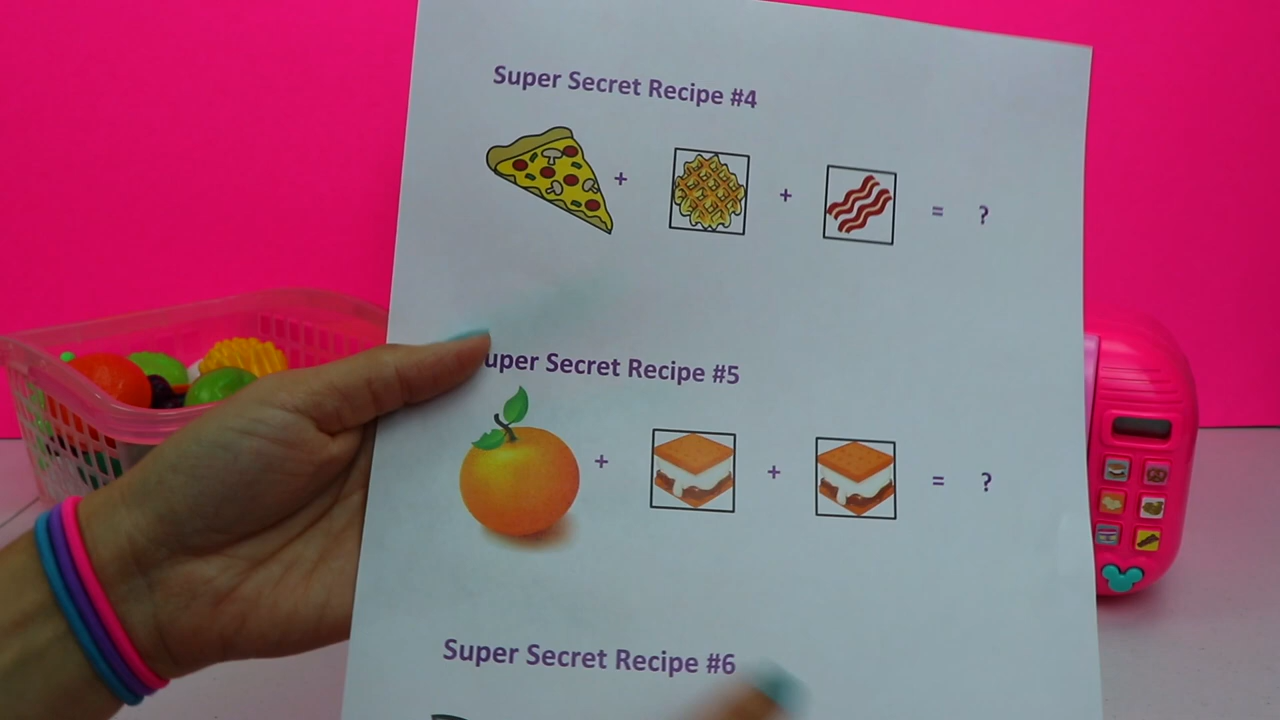 Super Secret Recipe #4
+ + = ?
uper Secret Recipe #5
+ + = ?
Super Secret Recipe #6